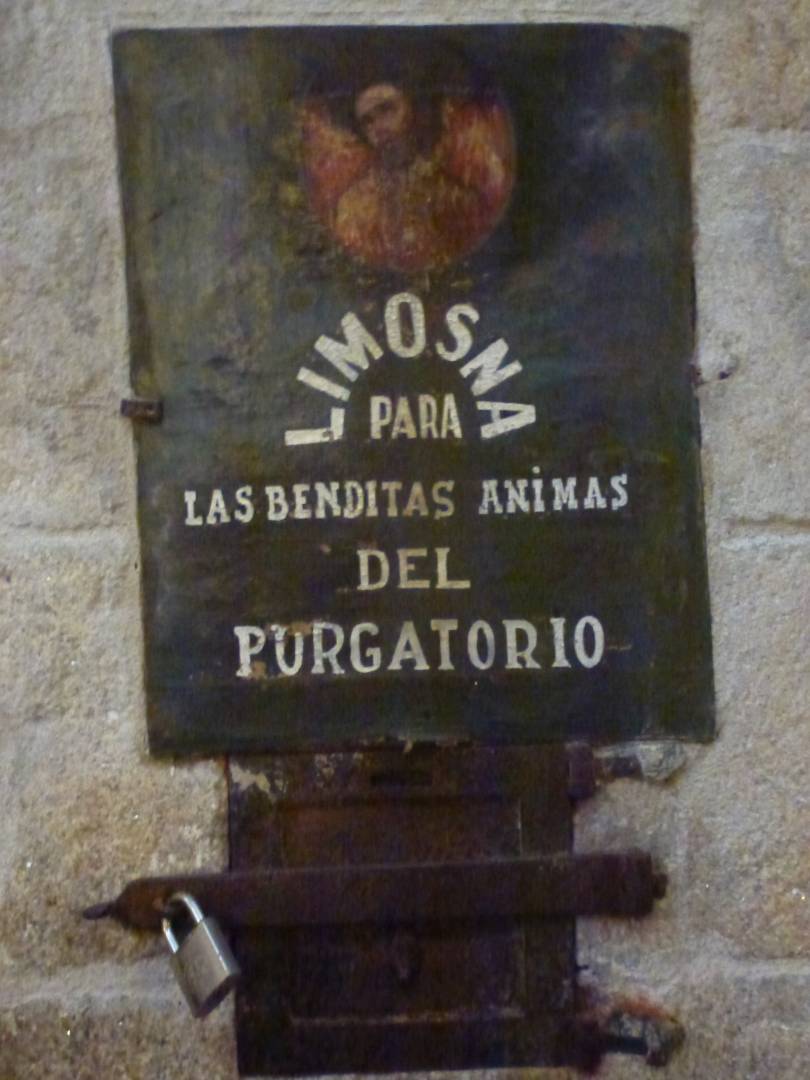 LIMOSNA
PARA
LAS BENDITAS ANiMAS
DEL
PURGATORIO